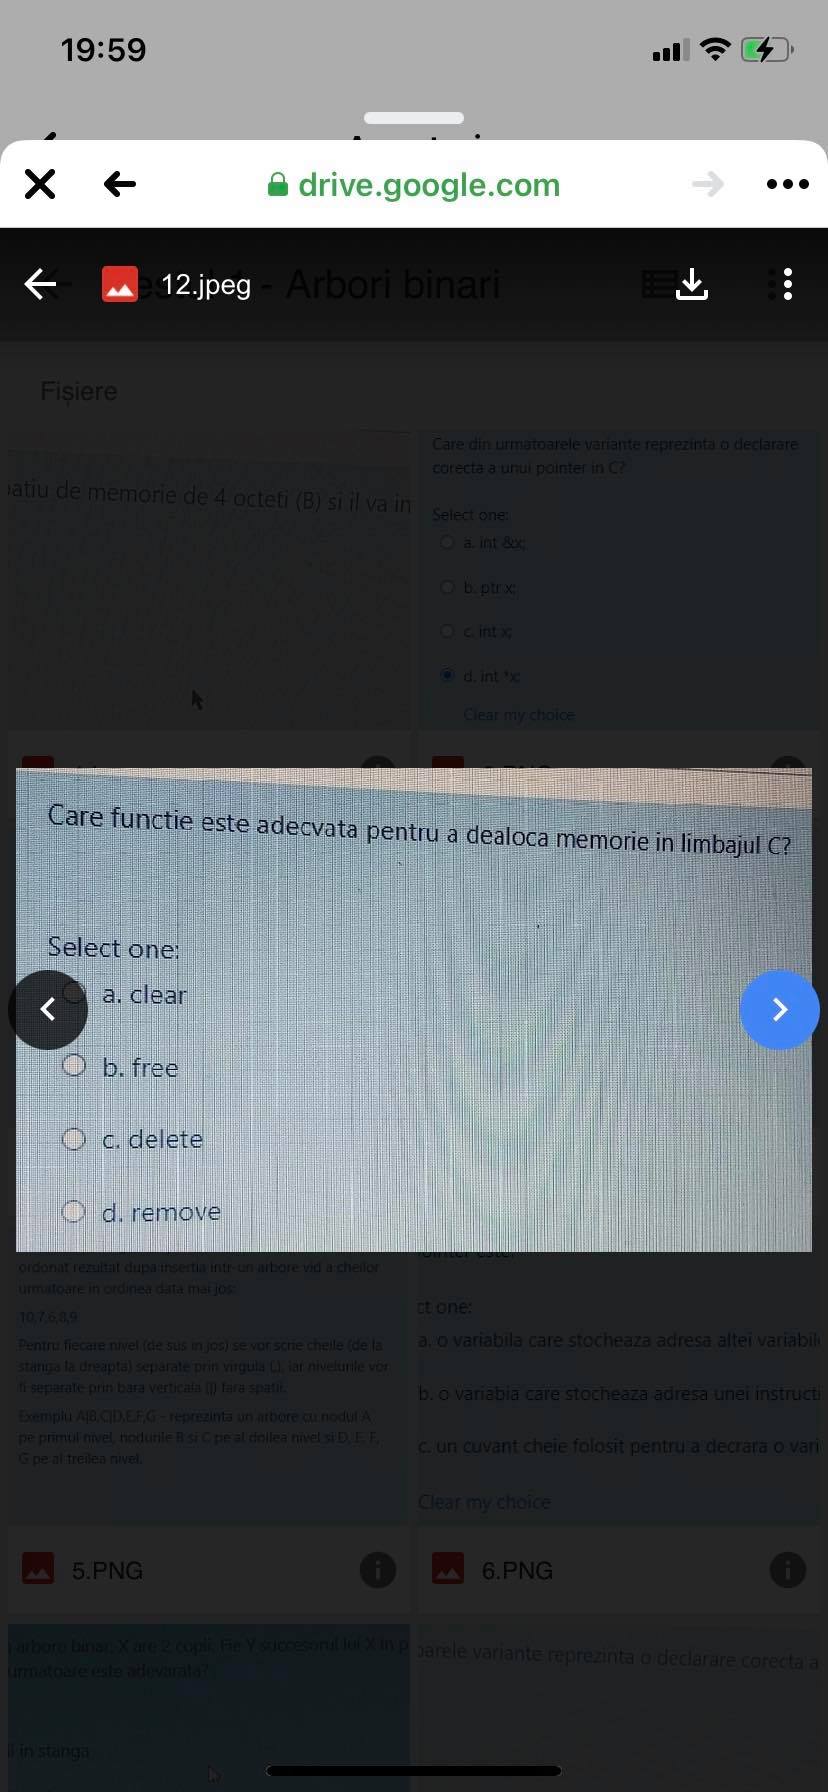 19:59
drive.google.com
12.jpeg
- Arbori binari
Fișiere
atiu de memorie de 4 octeti (B) si il va in
Care din urmatoarele variante reprezinta o declarare
corecta a unui pointer in C?
Select one:
a. int &x;
b. ptr x;
c. int x;
d. int *x;
Clear my choice
Care functie este adecvata pentru a dealoca memorie in limbajul C?
Select one:
a. clear
b. free
c. delete
d. remove
ordonat rezultat dupa insertia intr-un arbore vid a cheilor
urmatoare in ordinea data mai jos:
10,7,6,8,9
Pentru fiecare nivel (de sus in jos) se vor scrie cheile (de la
stanga la dreapta) separate prin virgula (,), iar nivelurile vor
fi separate prin bara verticala (|) fara spatii.
Exemplu A|B,C|D,E,F,G - reprezinta un arbore cu nodul A
pe primul nivel, nodurile B si C pe al doilea nivel si D, E, F,
G pe al treilea nivel.
ct one:
a. o variabila care stocheaza adresa altei variabil
b. o variabia care stocheaza adresa unei instructi
c. un cuvant cheie folosit pentru a decrara o vari
Clear my choice
5.PNG
6.PNG
arbore binar, X are 2 copii. Fie Y succesorul lui X in p
urmatoare este adevarata?
in stanga
oarele variante reprezinta o declarare corecta a